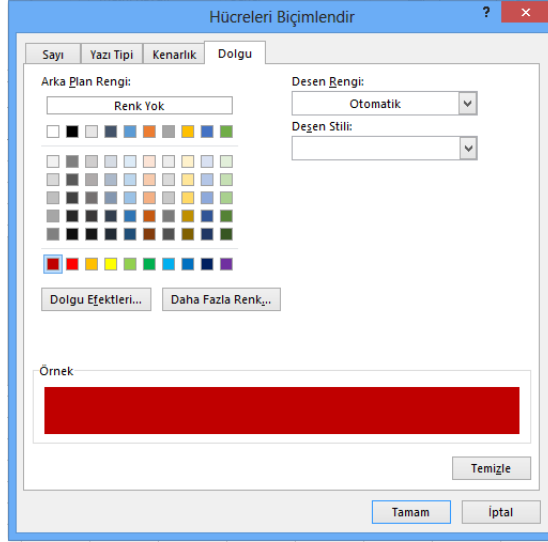 Hücreleri Biçimlendir
?
Sayı Yazı Tipi Kenarlık Dolgu
Arka Plan Rengi:
Renk Yok
Desen Rengi:
Otomatik
Deşen Stili:
Dolgu Efektleri...
Daha Fazla Renk...
Örnek
Temizle
Tamam
İptal